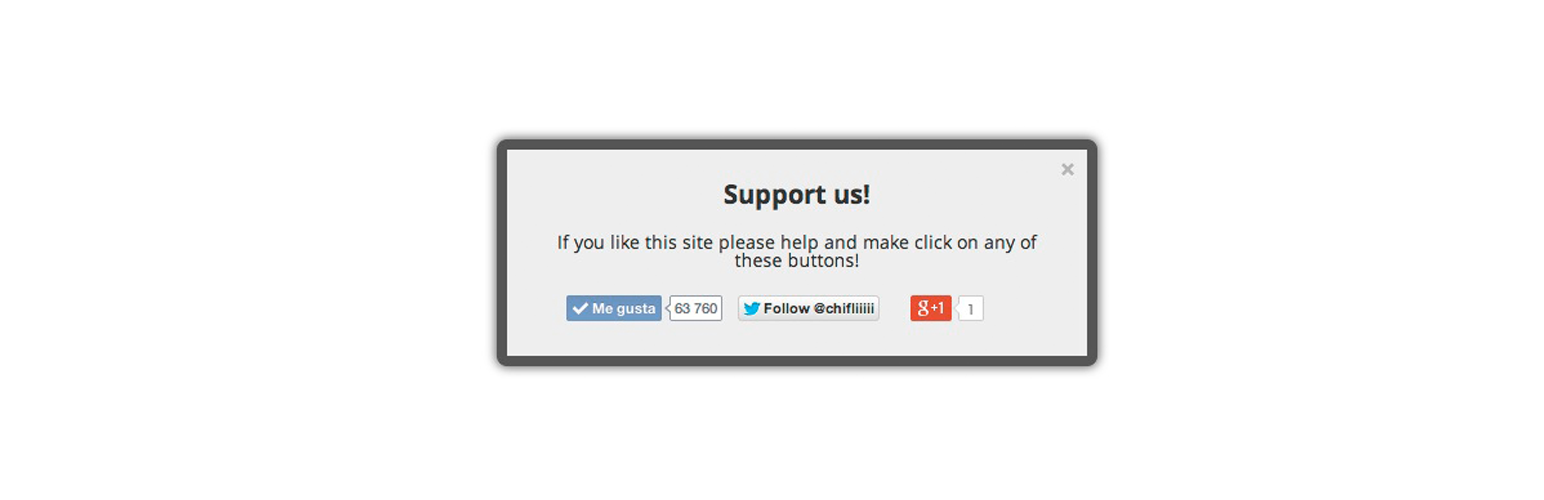 Support us!
If you like this site please help and make click on any of
these buttons!
Me gusta 63 760 Follow @chifliiiii g+1 1